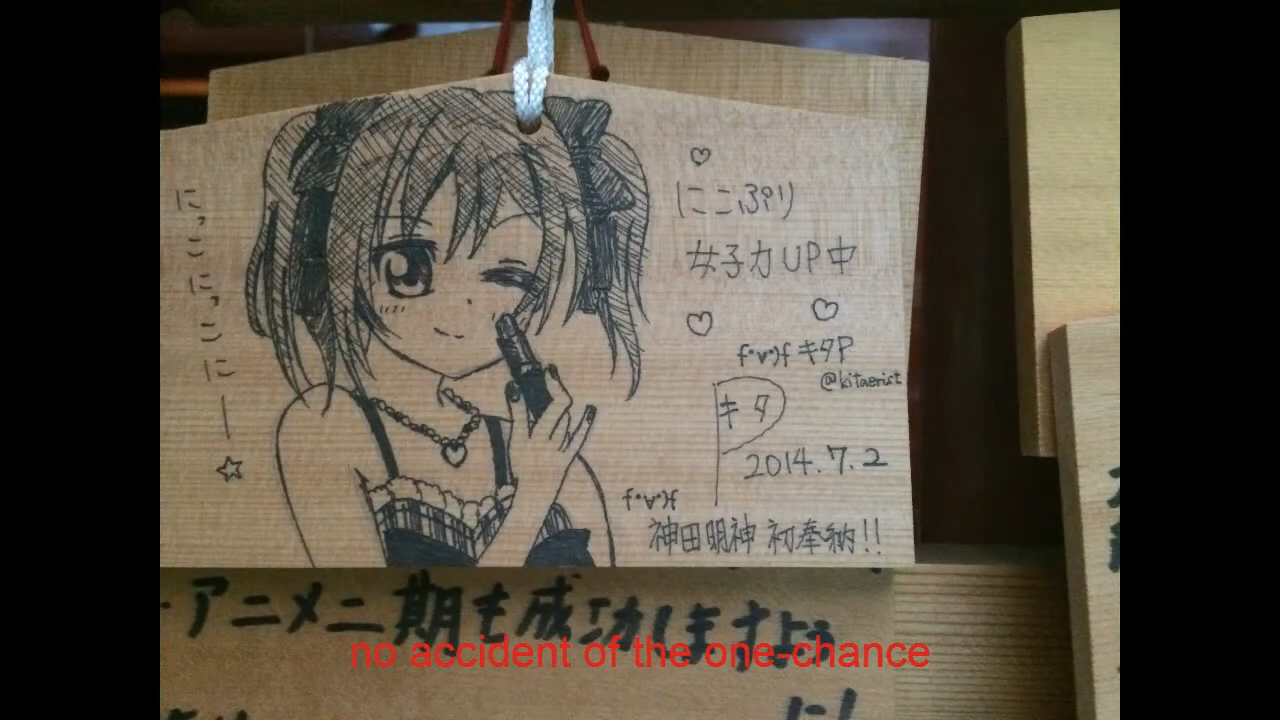 にっこにっこにー☆
♡
にこぷり
女子力UP中
♡ ♡
f•v•)f キタP
@kitaerist
キタ
2014.7.2
f•v•)f
神田明神 初奉納!!
アニメ二期も成功しますよう
に!
no accident of the one-chance